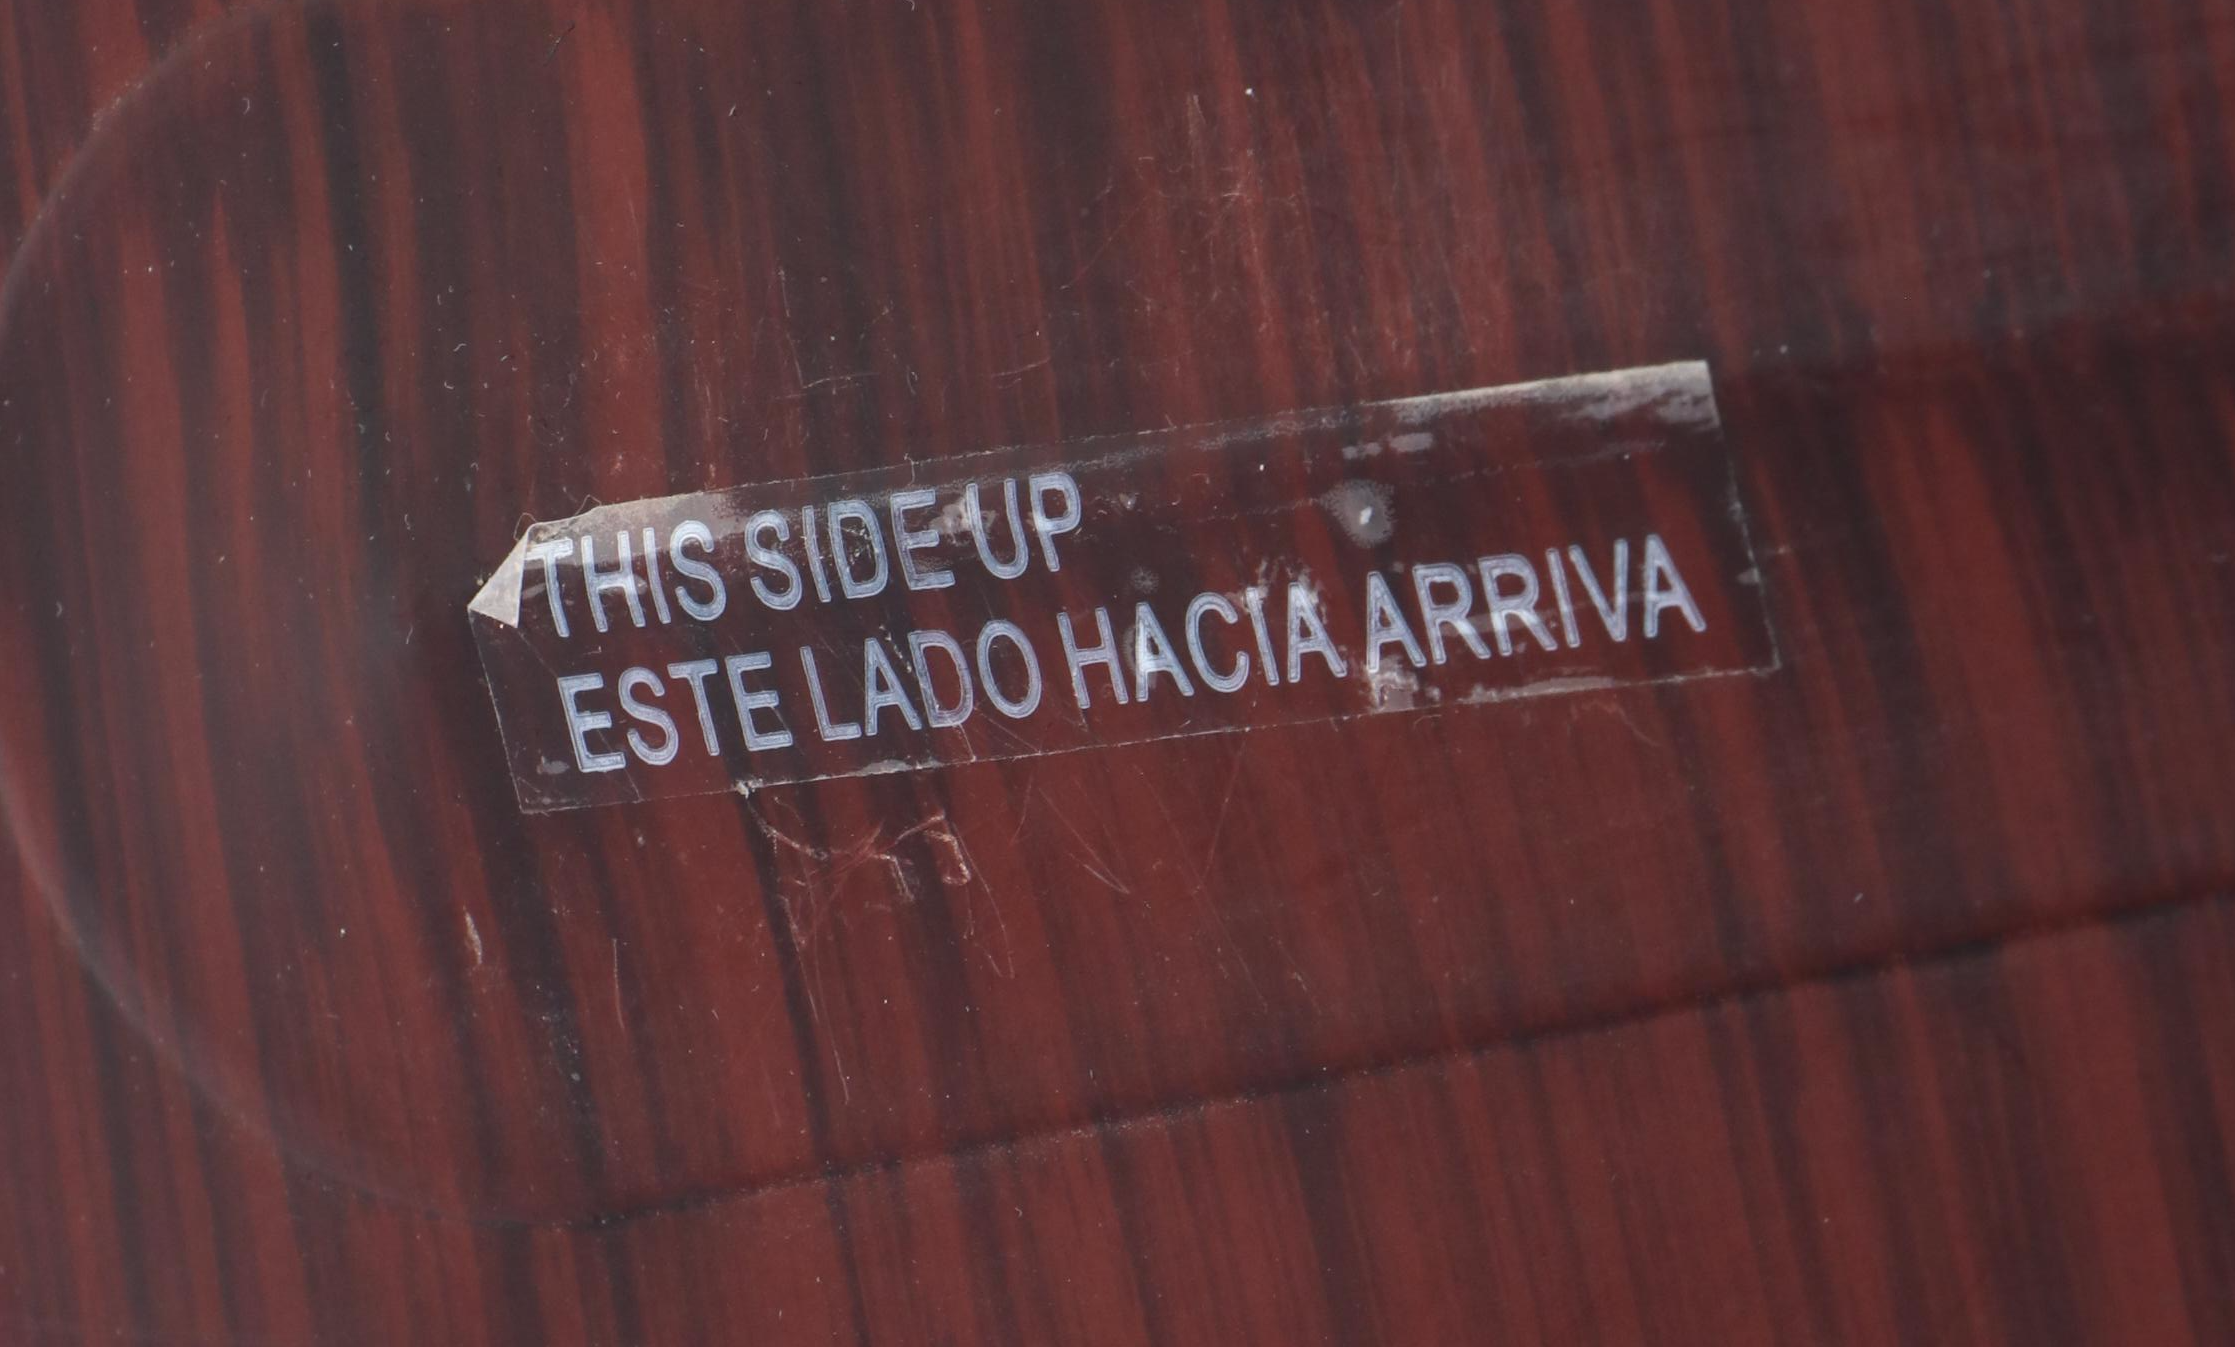 THIS SIDE UP
ESTE LADO HACIA ARRIVA